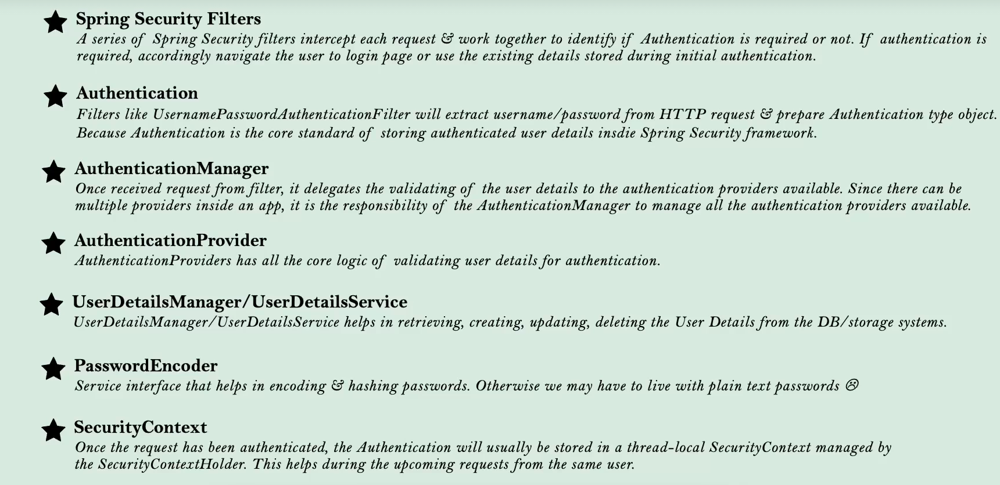 Spring Security Filters
A series of Spring Security filters intercept each request & work together to identify if Authentication is required or not. If authentication is
required, accordingly navigate the user to login page or use the existing details stored during initial authentication.
Authentication
Filters like UsernamePasswordAuthenticationFilter will extract username/password from HTTP request & prepare Authentication type object.
Because Authentication is the core standard of storing authenticated user details insdie Spring Security framework.
AuthenticationManager
Once received request from filter, it delegates the validating of the user details to the authentication providers available. Since there can be
multiple providers inside an app, it is the responsibility of the AuthenticationManager to manage all the authentication providers available.
AuthenticationProvider
AuthenticationProviders has all the core logic of validating user details for authentication.
UserDetailsManager/UserDetailsService
UserDetailsManager/UserDetailsService helps in retrieving, creating, updating, deleting the User Details from the DB/storage systems.
PasswordEncoder
Service interface that helps in encoding & hashing passwords. Otherwise we may have to live with plain text passwords ☹
SecurityContext
Once the request has been authenticated, the Authentication will usually be stored in a thread-local SecurityContext managed by
the SecurityContextHolder. This helps during the upcoming requests from the same user.